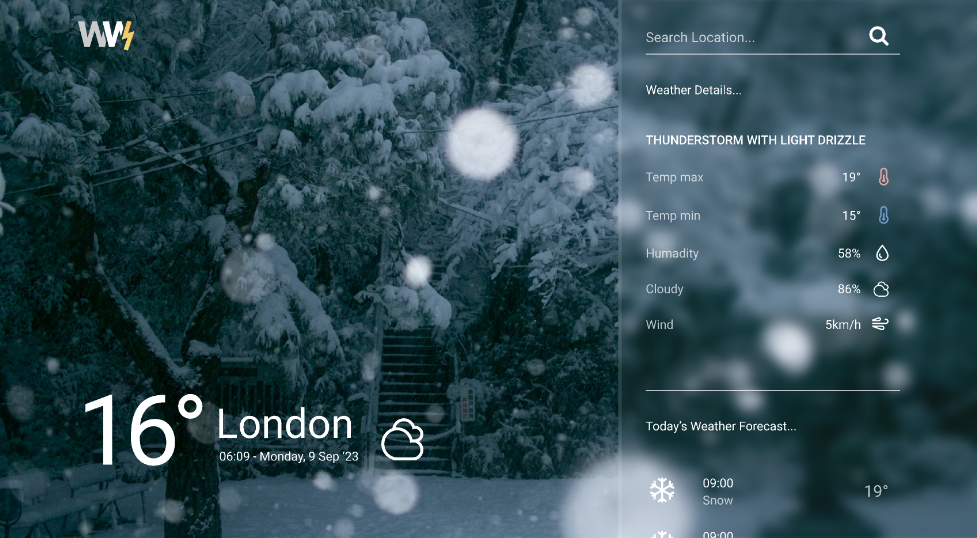 WW
16° London
06:09 - Monday, 9 Sep '23
Search Location...
Weather Details...
THUNDERSTORM WITH LIGHT DRIZZLE
Temp max 19°
Temp min 15°
Humadity 58%
Cloudy 86%
Wind 5km/h
Today's Weather Forecast...
09:00
Snow 19°
09:00